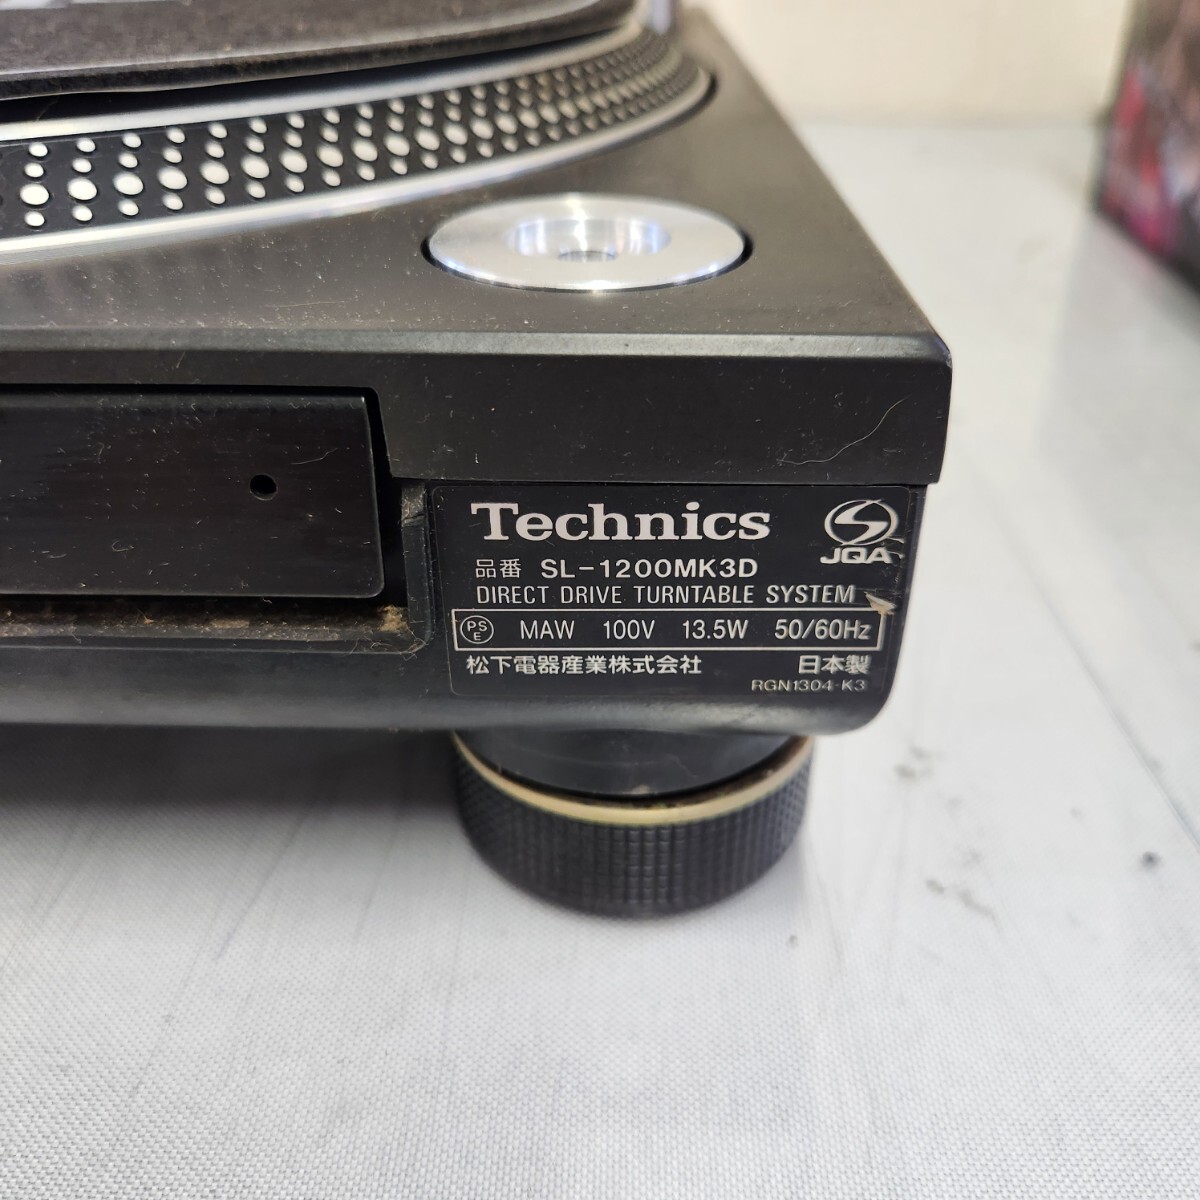 Technics
JQA
品番 SL-1200MK3D
DIRECT DRIVE TURNTABLE SYSTEM
PSE MAW 100V 13.5W 50/60Hz
松下電器産業株式会社 日本製
RGN1304-K3